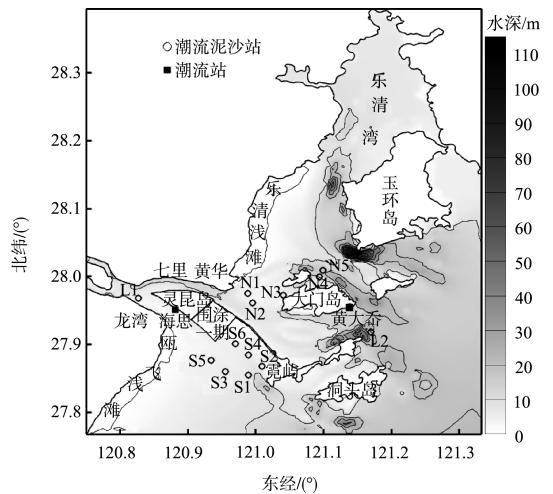 水深/m
110
100
90
80
70
60
50
40
30
20
10
0
北纬/(°)
28.3
28.2
28.1
28.0
27.9
27.8
潮流泥沙站
潮流站
乐清湾
玉环岛
乐清浅滩
七里 黄华
L1
灵昆岛
龙湾
海思
围涂一期
瓯浅滩
N1
N2
N3
N4
N5
大门岛
黄大岙
L2
S6
S4
S2
S5
S3
S1
霓屿
洞头岛
120.8
120.9
121.0
121.1
121.2
121.3
东经/(°)